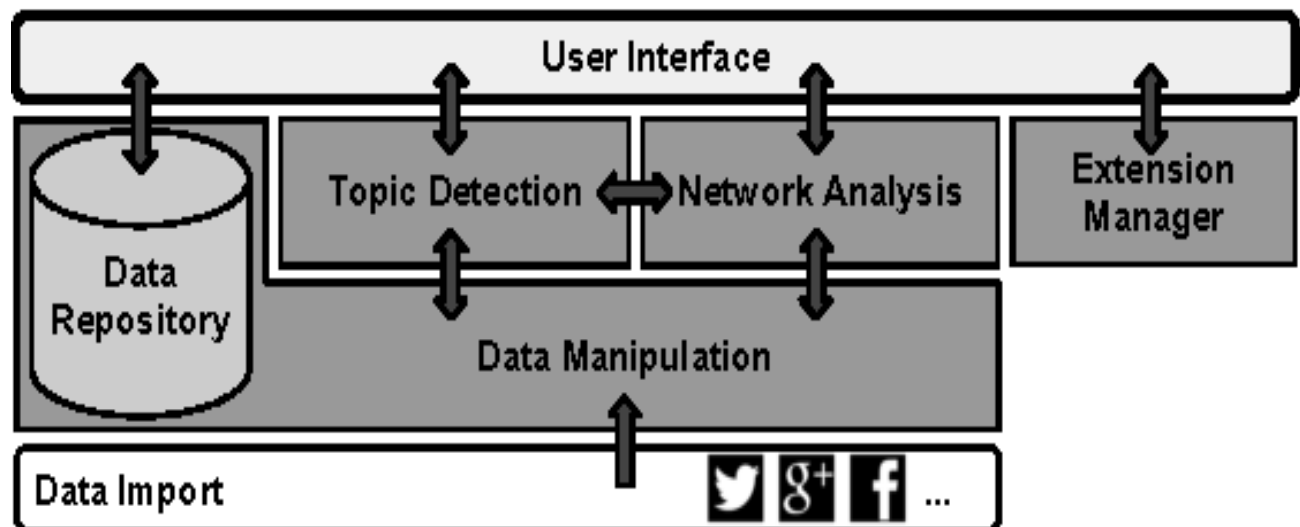 User Interface
Topic Detection
Network Analysis
Extension
Manager
Data
Repository
Data Manipulation
Data Import
g+
f
...